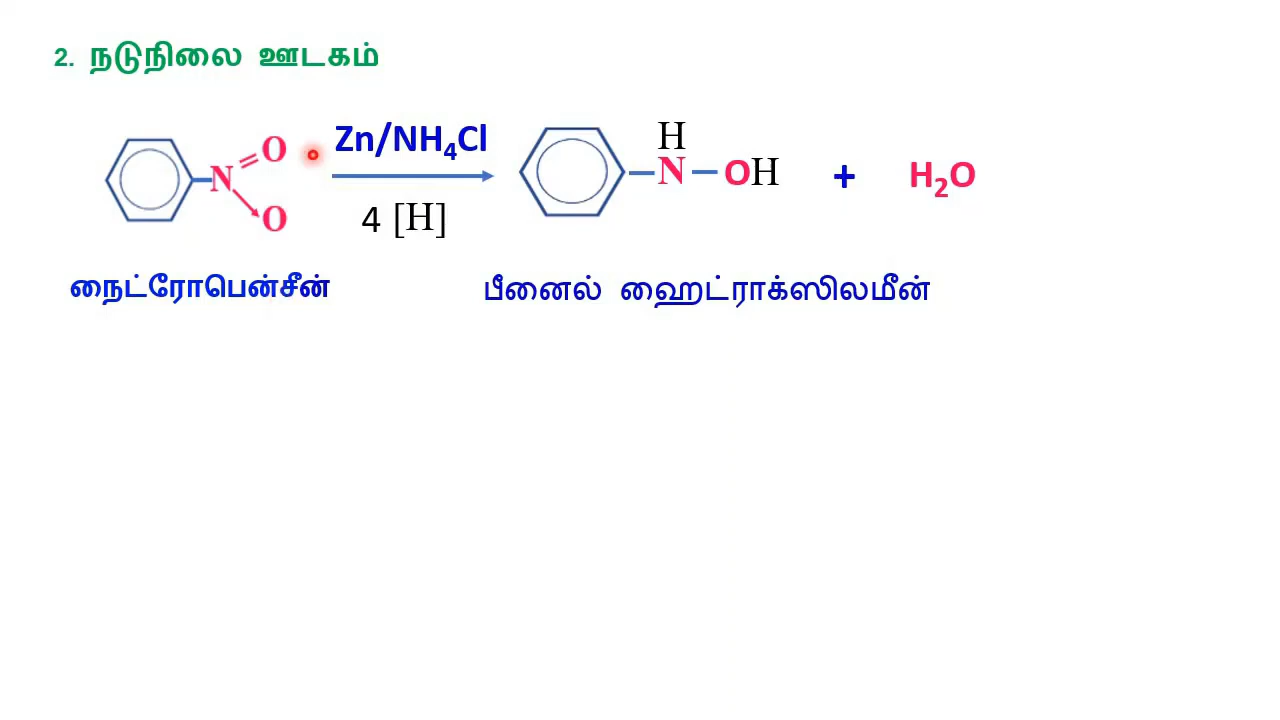 2. நடுநிலை ஊடகம்
Zn/NH₄Cl
4 [H]
N O O
H
N OH + H₂O
நைட்ரோபென்சீன் பீனைல் ஹைட்ராக்ஸிலமீன்